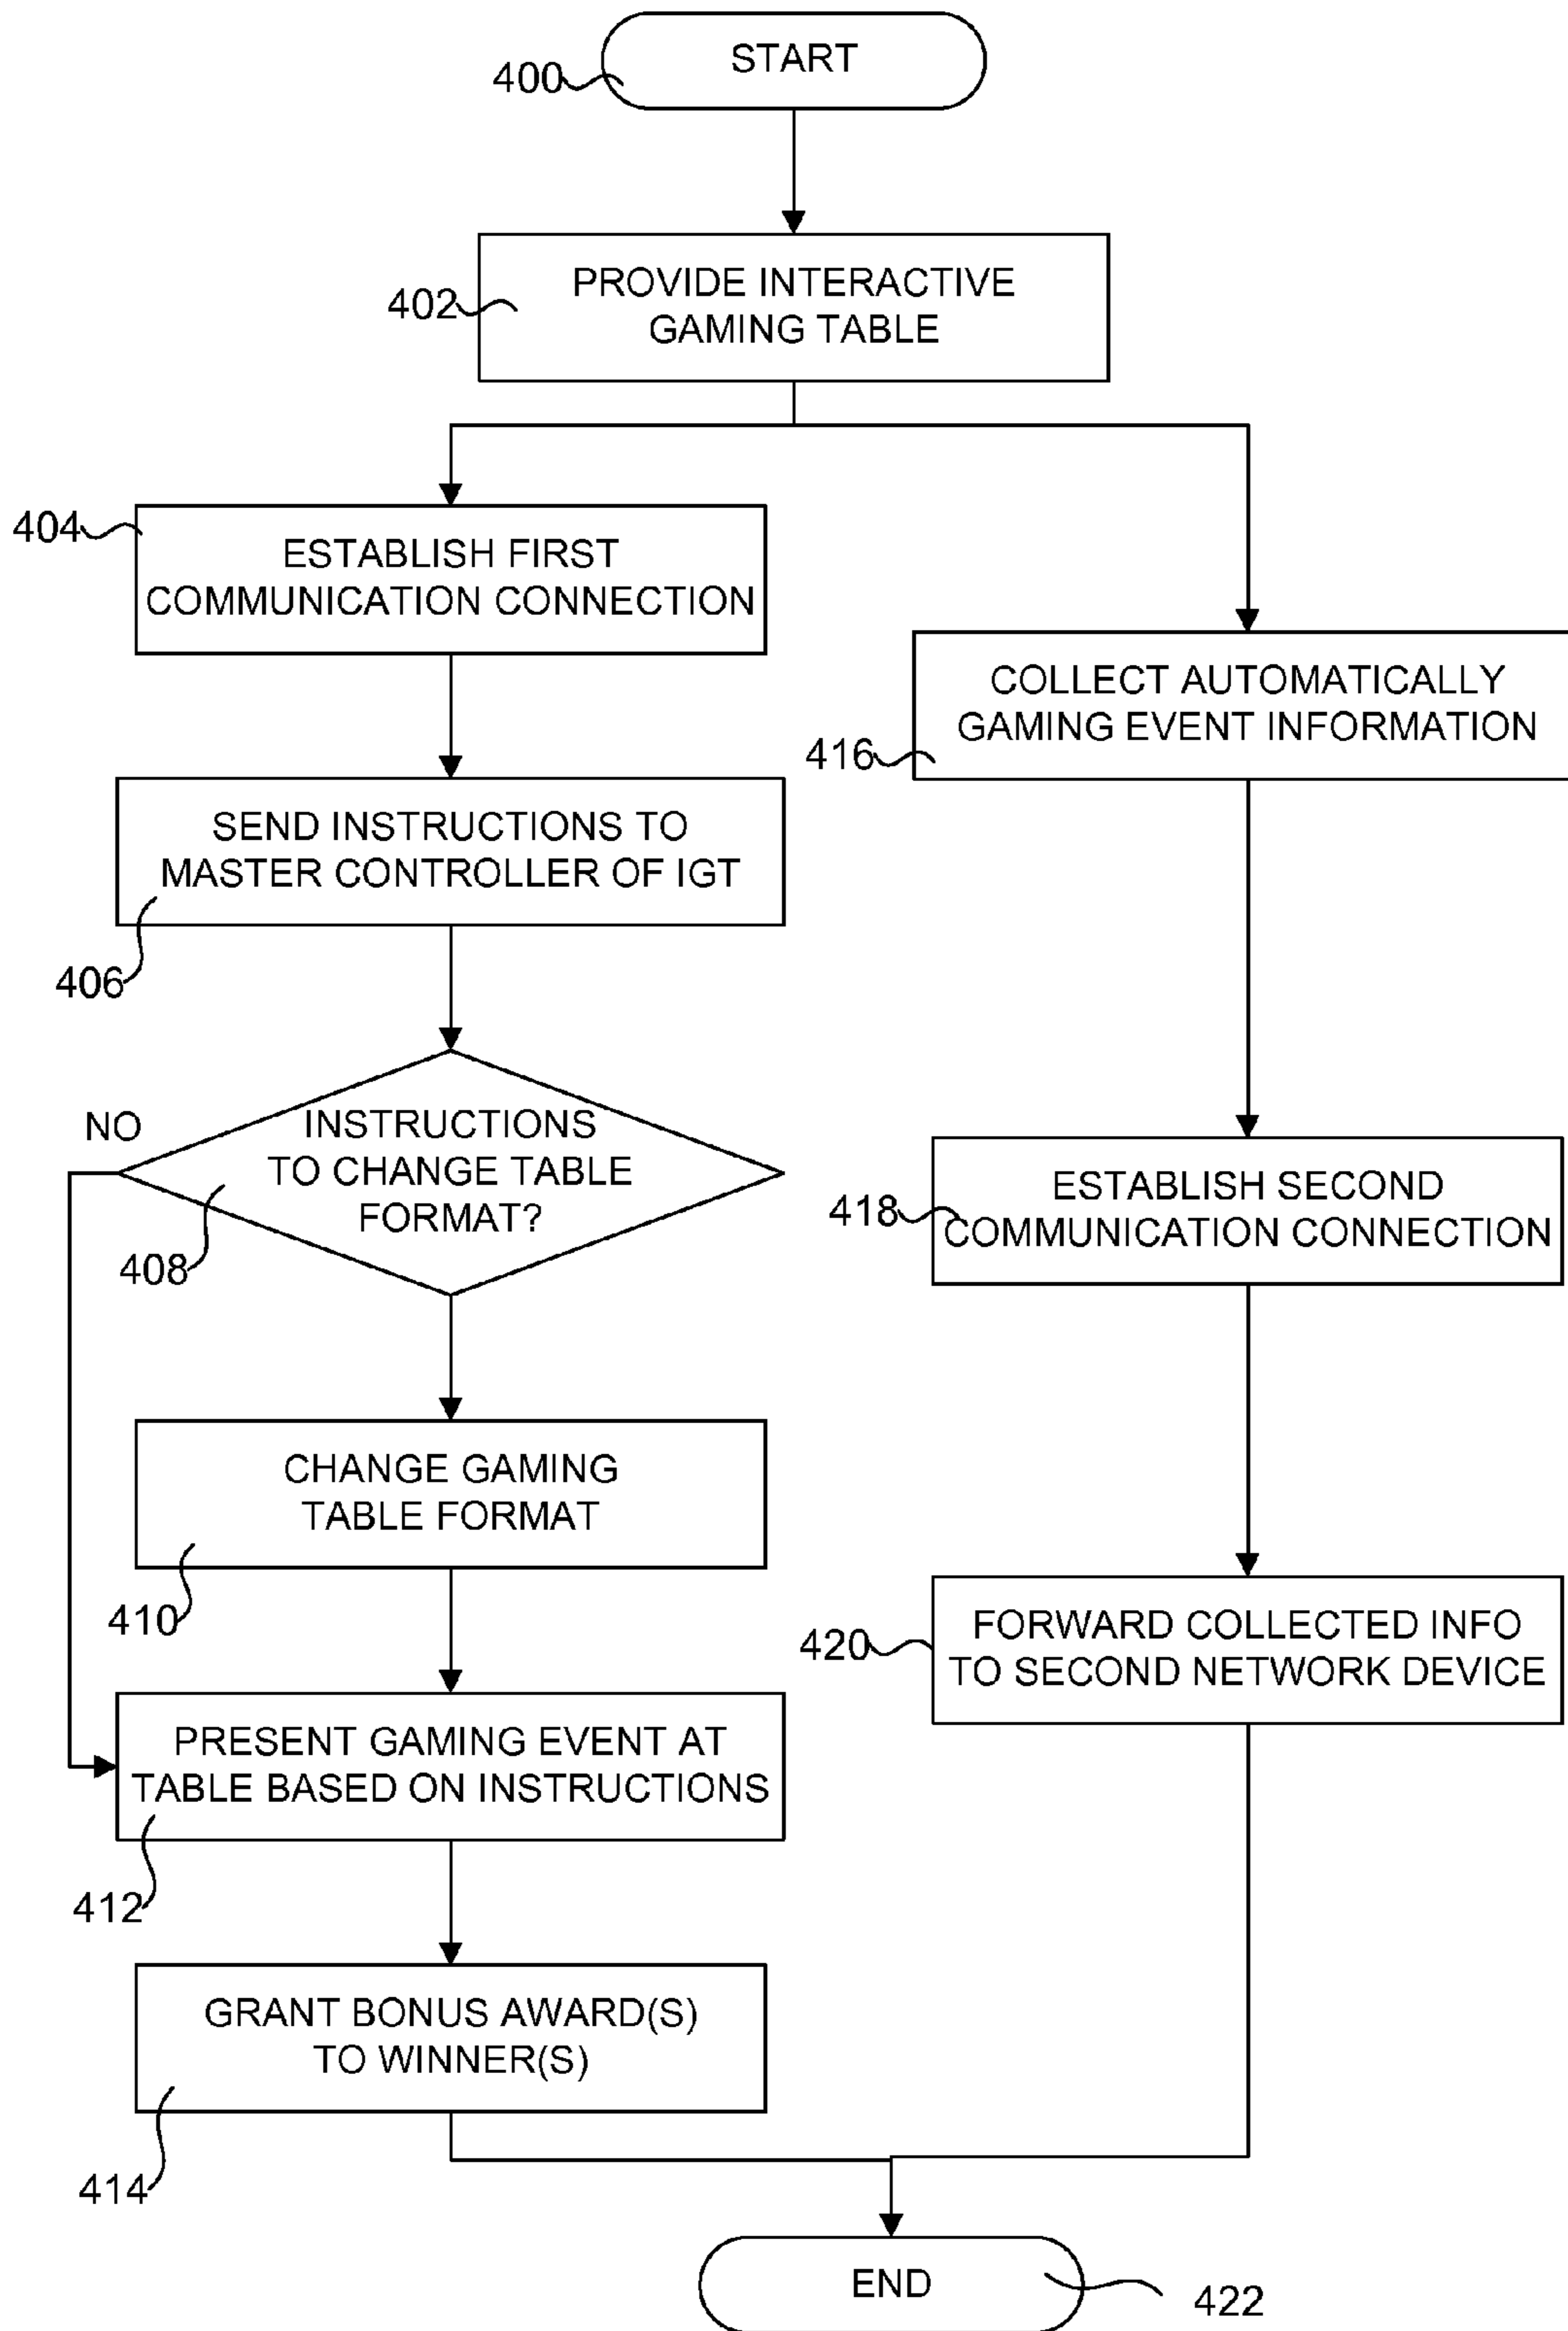 START
400
PROVIDE INTERACTIVE
GAMING TABLE
402
404
ESTABLISH FIRST
COMMUNICATION CONNECTION
COLLECT AUTOMATICALLY
GAMING EVENT INFORMATION
416
SEND INSTRUCTIONS TO
MASTER CONTROLLER OF IGT
406
NO
INSTRUCTIONS
TO CHANGE TABLE
FORMAT?
408
ESTABLISH SECOND
COMMUNICATION CONNECTION
418
CHANGE GAMING
TABLE FORMAT
410
FORWARD COLLECTED INFO
TO SECOND NETWORK DEVICE
420
PRESENT GAMING EVENT AT
TABLE BASED ON INSTRUCTIONS
412
GRANT BONUS AWARD(S)
TO WINNER(S)
414
END
422